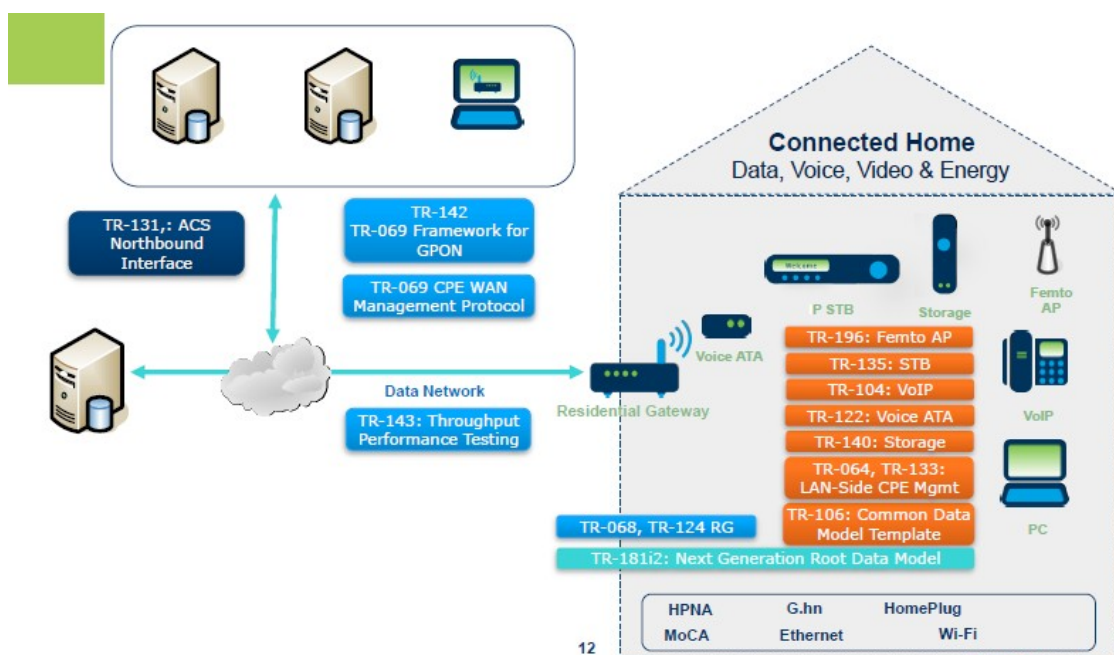 Connected Home
Data, Voice, Video & Energy
TR-131,: ACS
Northbound
Interface
TR-142
TR-069 Framework for
GPON
TR-069 CPE WAN
Management Protocol
Welcome
P STB
Storage
Femto
AP
Voice ATA
Data Network
TR-143: Throughput
Performance Testing
Residential Gateway
TR-196: Femto AP
TR-135: STB
TR-104: VoIP
TR-122: Voice ATA
TR-140: Storage
TR-064, TR-133:
LAN-Side CPE Mgmt
TR-106: Common Data
Model Template
VoIP
PC
TR-068, TR-124 RG
TR-181i2: Next Generation Root Data Model
HPNA G.hn HomePlug
MoCA Ethernet Wi-Fi
12